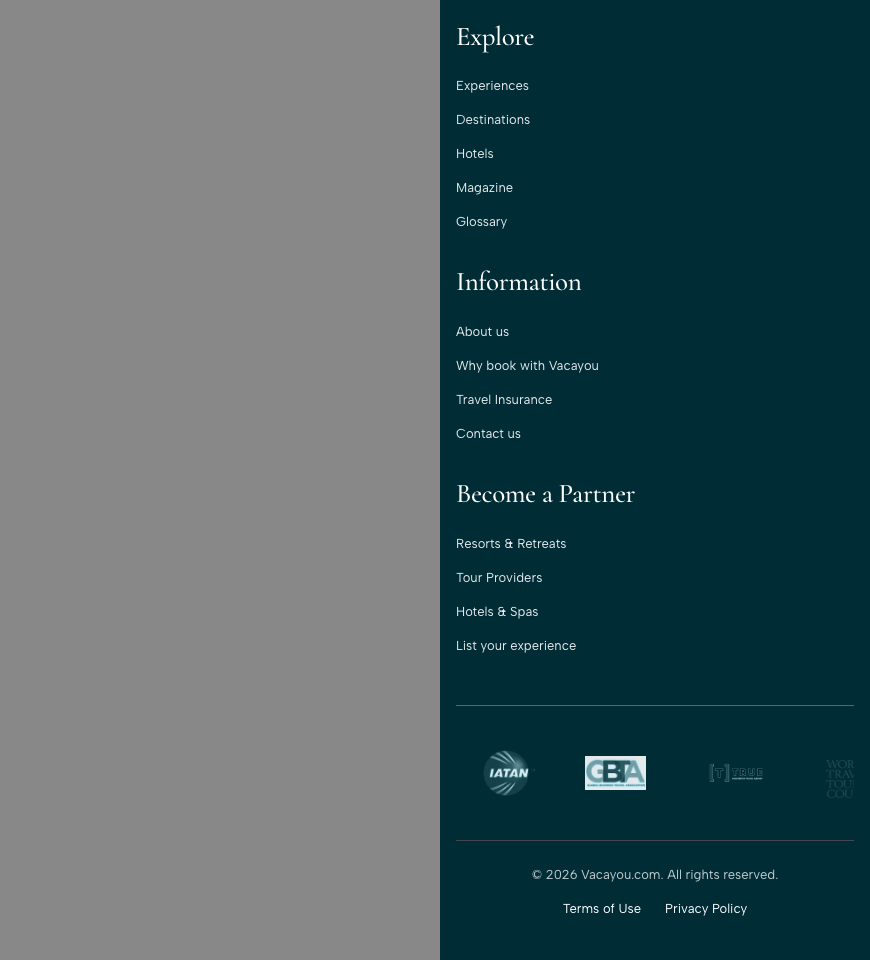 Explore
Experiences
Destinations
Hotels
Magazine
Glossary
Information
About us
Why book with Vacayou
Travel Insurance
Contact us
Become a Partner
Resorts & Retreats
Tour Providers
Hotels & Spas
List your experience
IATAN
GBTA
[T] TRUE
© 2026 Vacayou.com. All rights reserved.
Terms of Use Privacy Policy